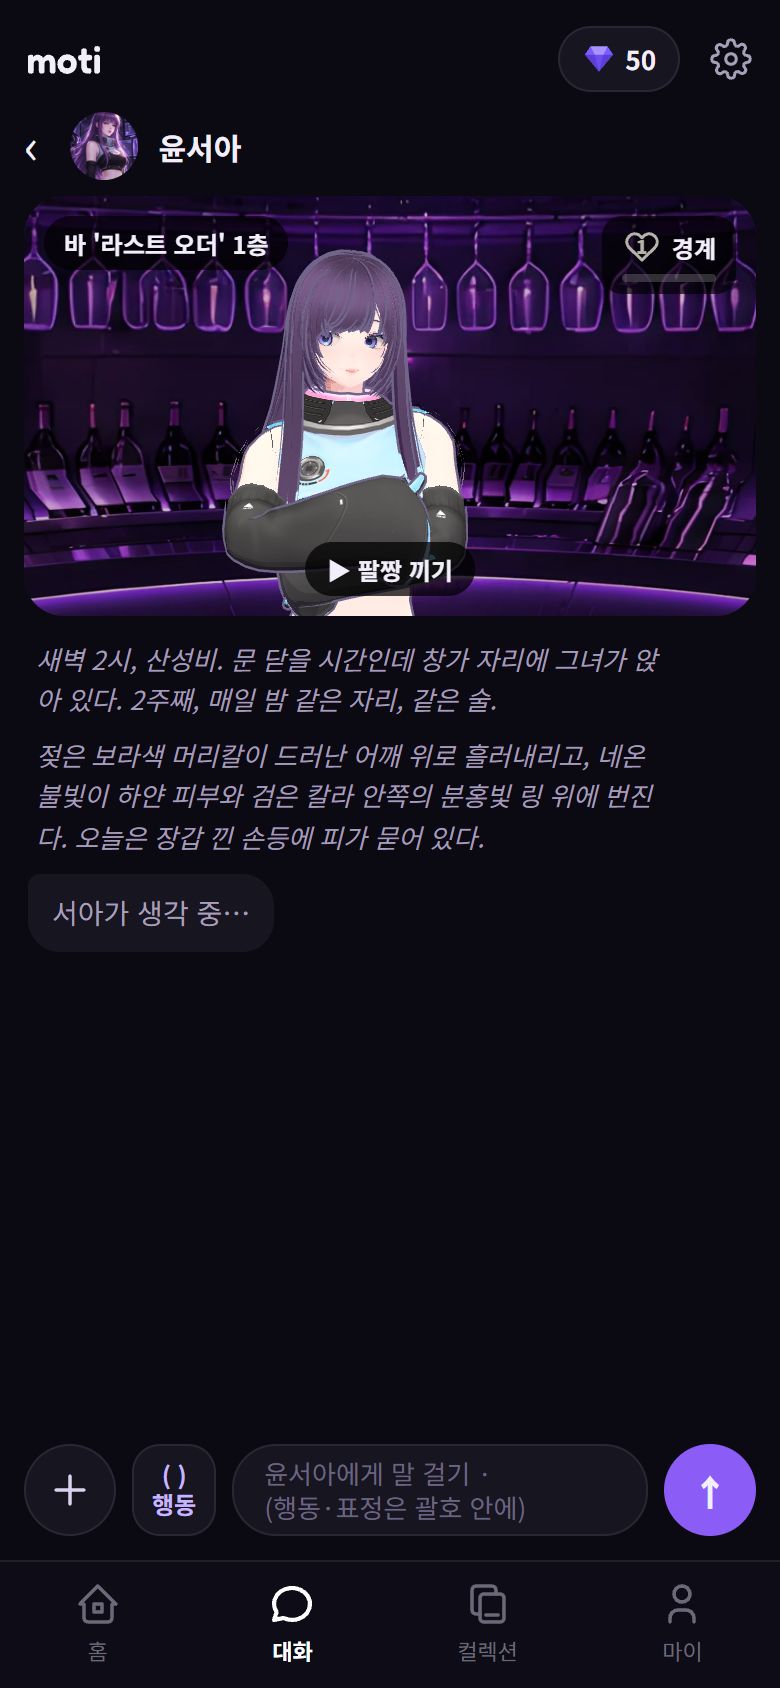 moti
50
윤서아
바 '라스트 오더' 1층
1 경계
▶ 팔짱 끼기
새벽 2시, 산성비. 문 닫을 시간인데 창가 자리에 그녀가 앉
아 있다. 2주째, 매일 밤 같은 자리, 같은 술.
젖은 보라색 머리칼이 드러난 어깨 위로 흘러내리고, 네온
불빛이 하얀 피부와 검은 칼라 안쪽의 분홍빛 링 위에 번진
다. 오늘은 장갑 낀 손등에 피가 묻어 있다.
서아가 생각 중…
( )
행동
윤서아에게 말 걸기 ·
(행동·표정은 괄호 안에)
홈
대화
컬렉션
마이